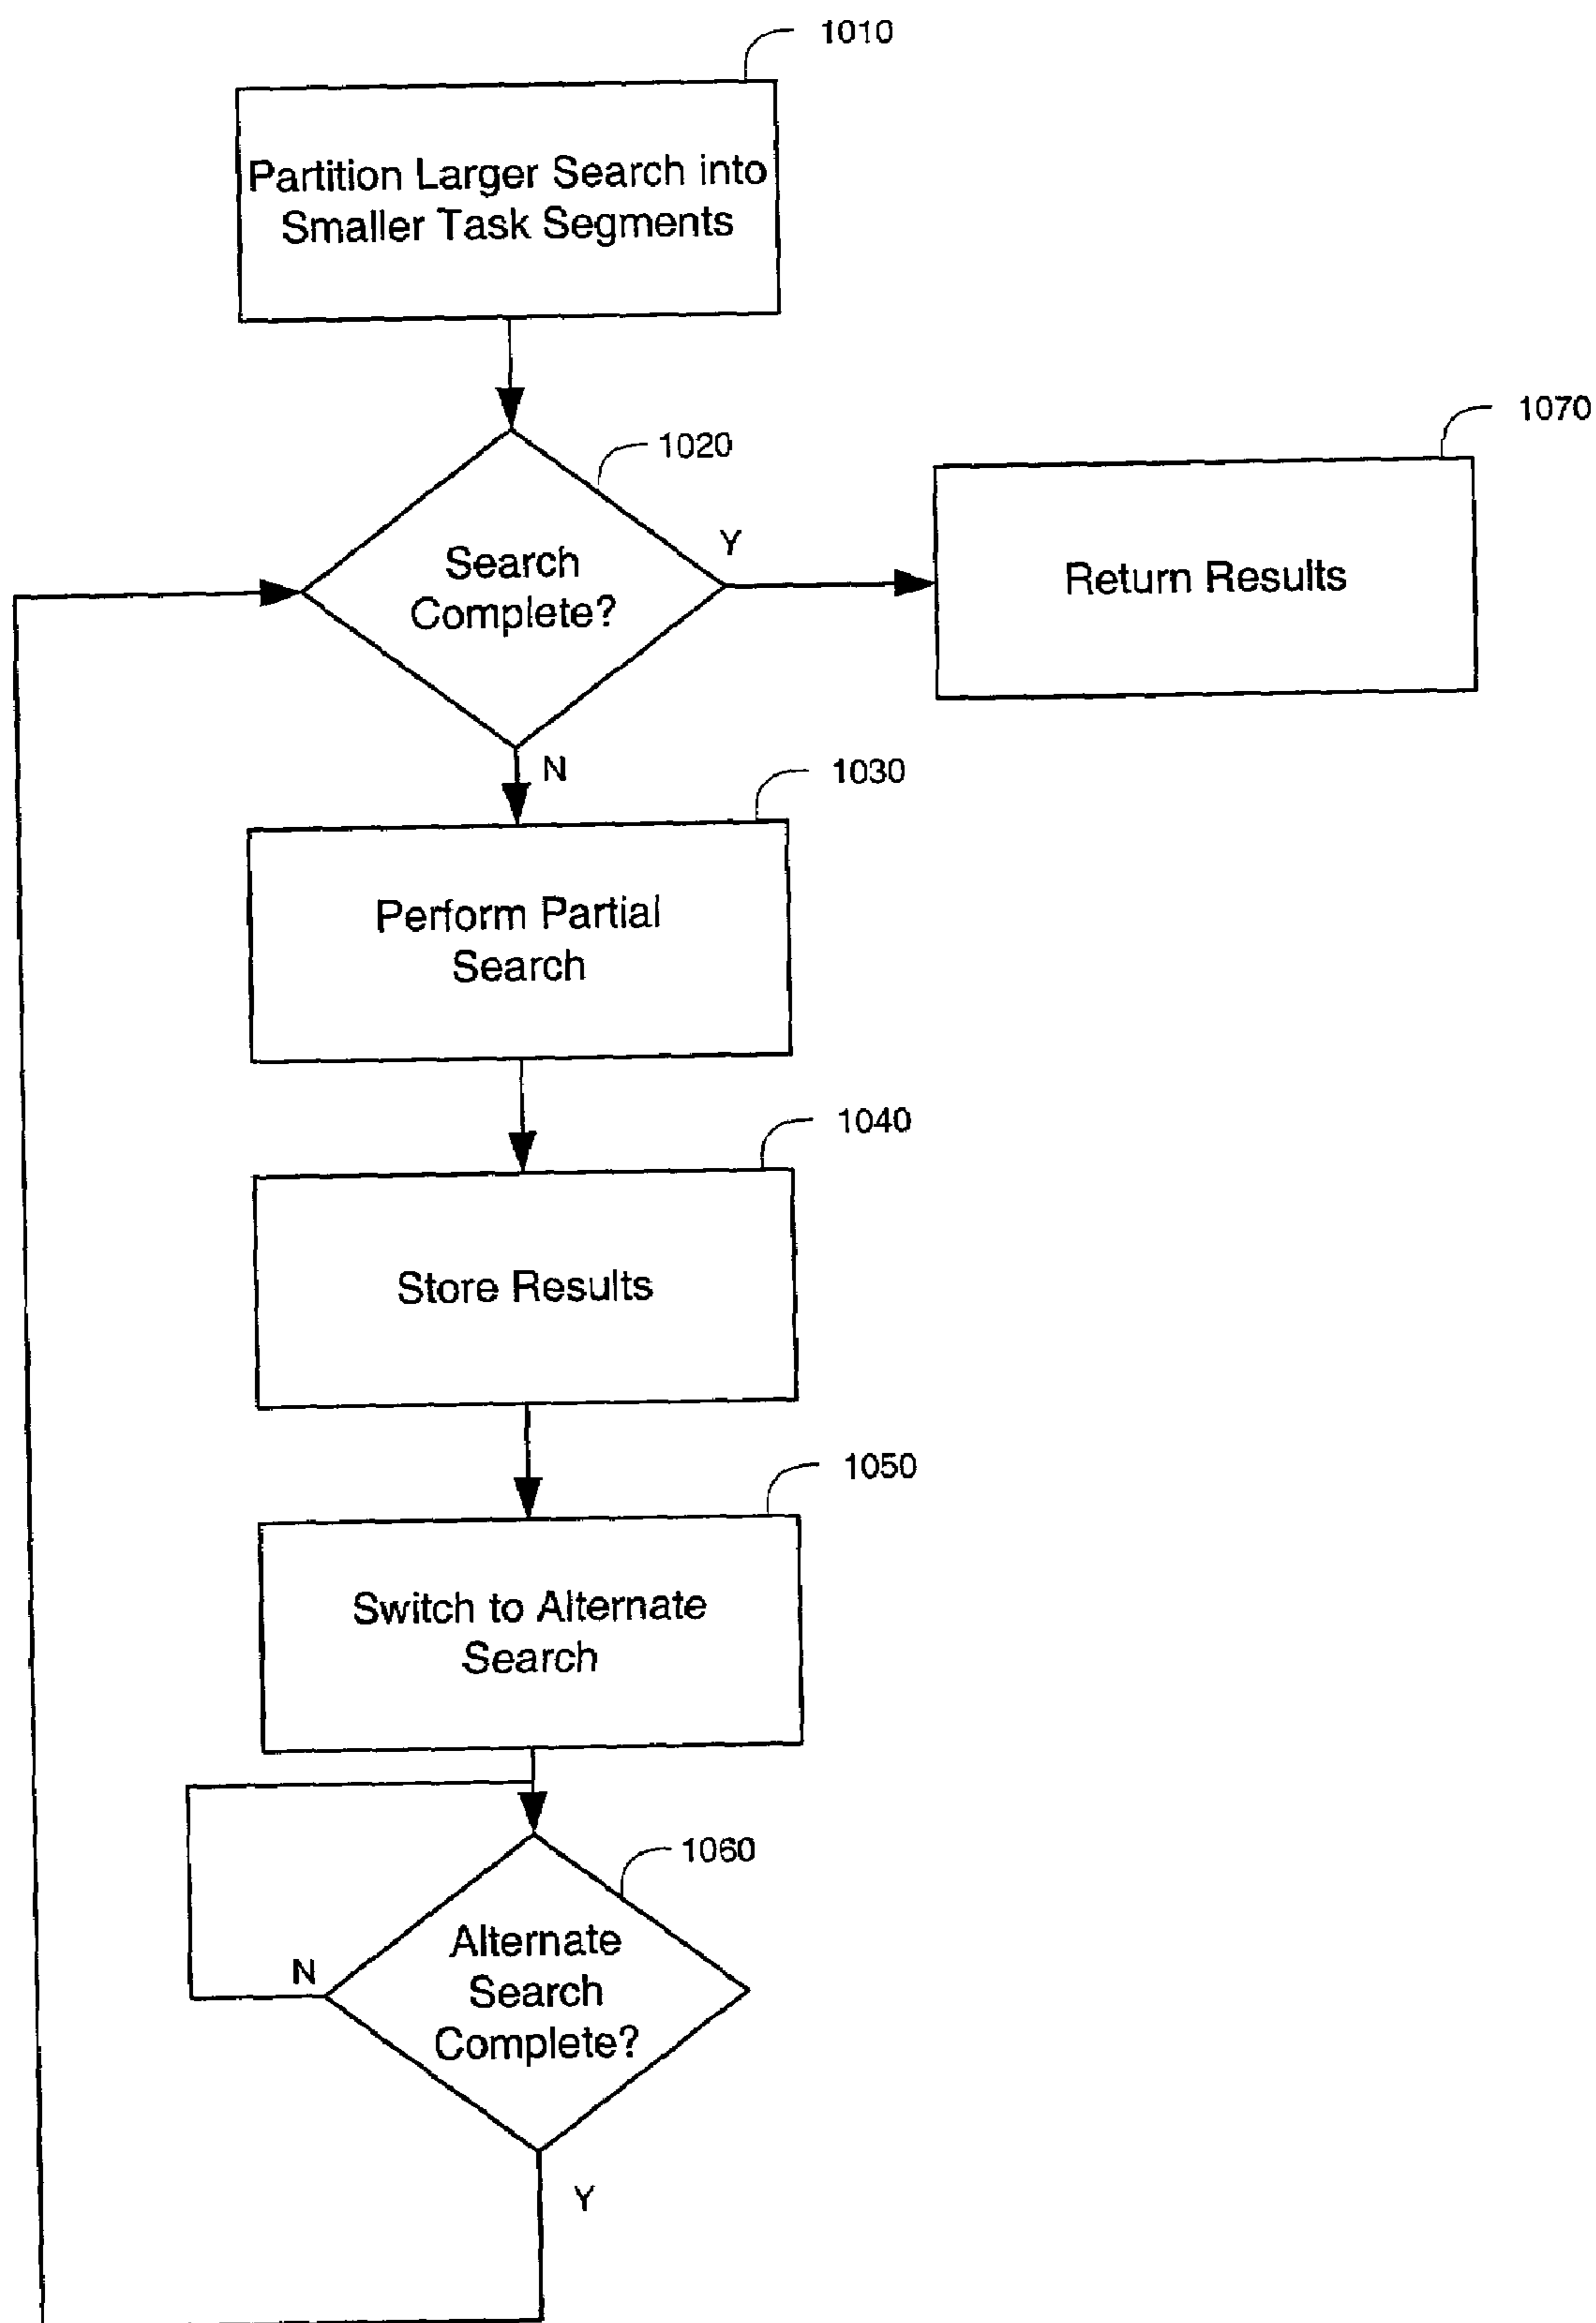 1010
Partition Larger Search into
Smaller Task Segments
1020
Search
Complete?
Y
1070
Return Results
N
1030
Perform Partial
Search
1040
Store Results
1050
Switch to Alternate
Search
1060
Alternate
Search
Complete?
N
Y